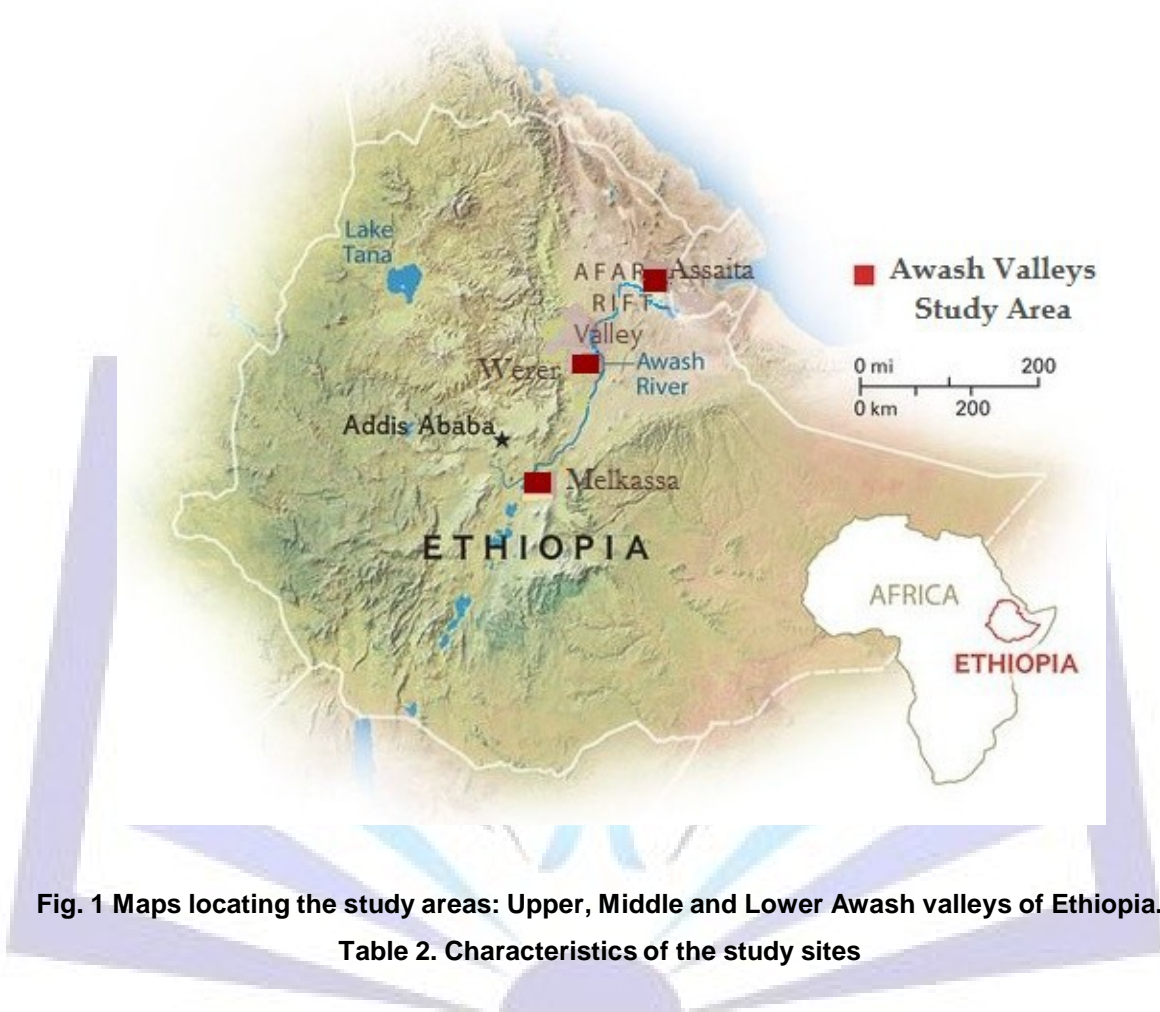 Lake
Tana
AFAR
RIFT
Valley
Assaita
Werer
Awash
River
Addis Ababa
Melkassa
ETHIOPIA
Awash Valleys
Study Area
0 mi 200
0 km 200
AFRICA
ETHIOPIA
Fig. 1 Maps locating the study areas: Upper, Middle and Lower Awash valleys of Ethiopia.
Table 2. Characteristics of the study sites